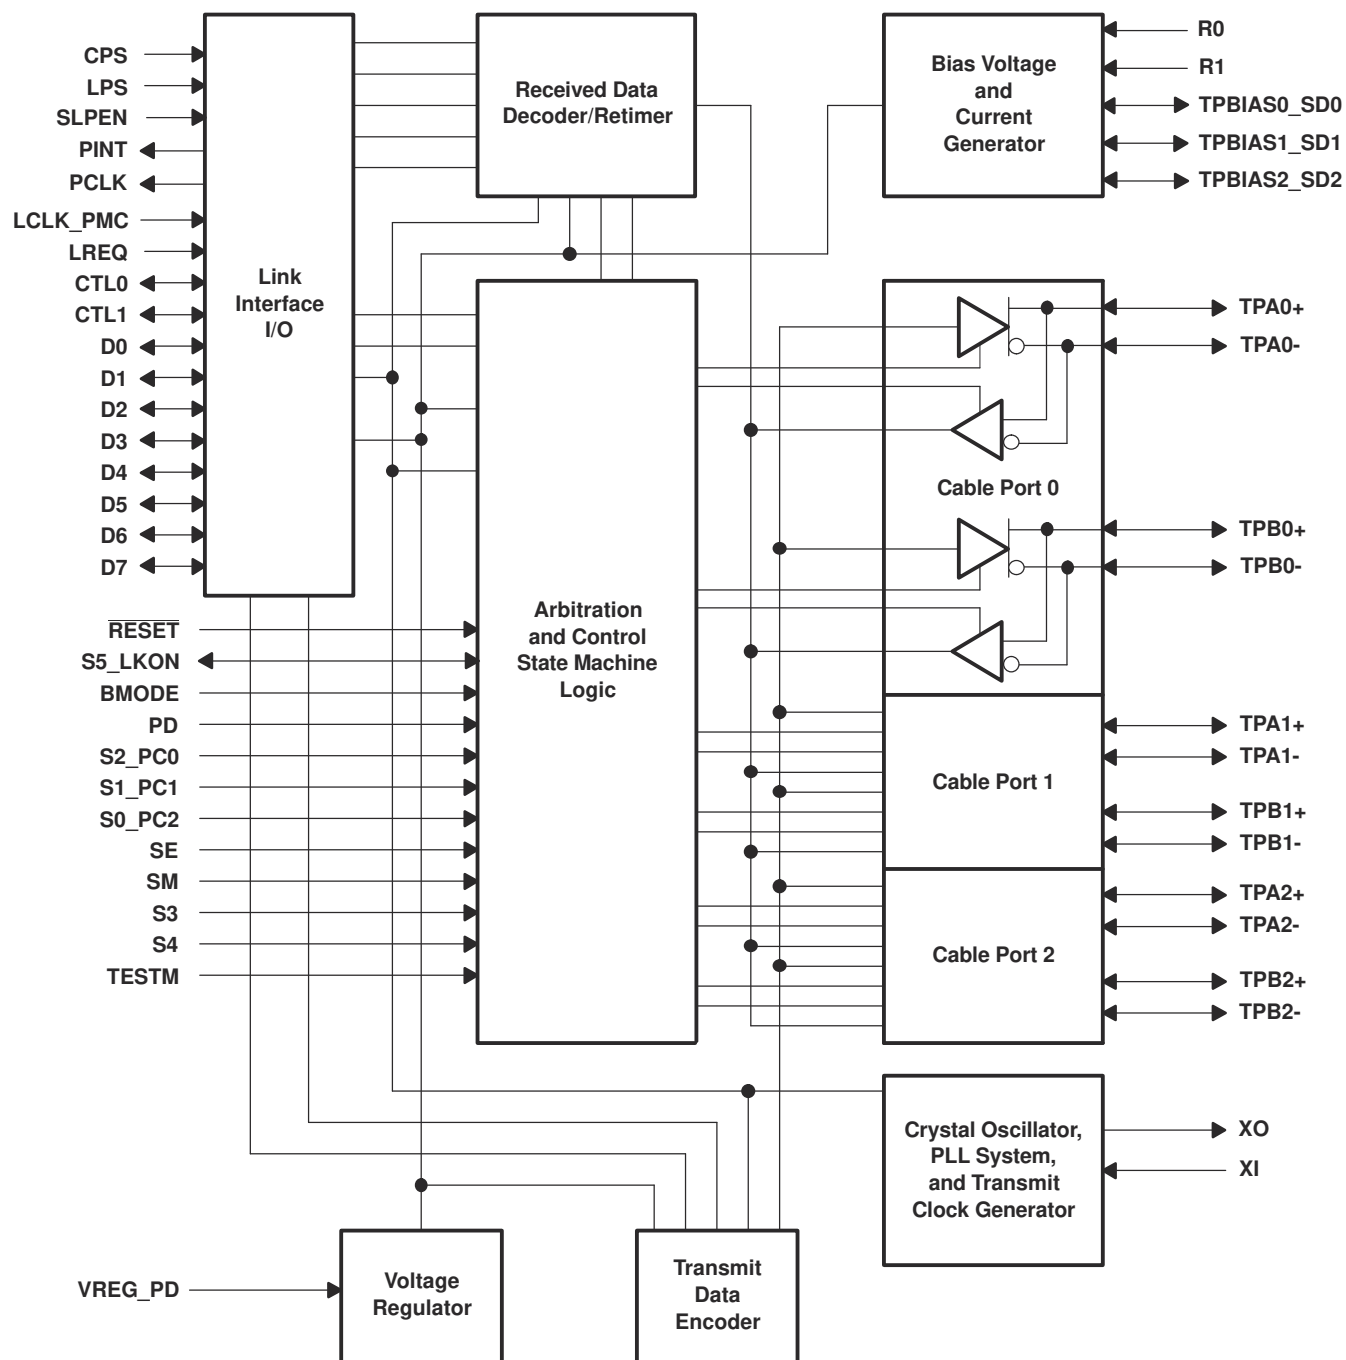 CPS
LPS
SLPEN
PINT
PCLK
LCLK_PMC
LREQ
CTL0
CTL1
D0
D1
D2
D3
D4
D5
D6
D7
RESET
S5_LKON
BMODE
PD
S2_PC0
S1_PC1
S0_PC2
SE
SM
S3
S4
TESTM
VREG_PD
Link
Interface
I/O
Received Data
Decoder/Retimer
Arbitration
and Control
State Machine
Logic
Voltage
Regulator
Transmit
Data
Encoder
Bias Voltage
and
Current
Generator
Cable Port 0
Cable Port 1
Cable Port 2
Crystal Oscillator,
PLL System,
and Transmit
Clock Generator
R0
R1
TPBIAS0_SD0
TPBIAS1_SD1
TPBIAS2_SD2
TPA0+
TPA0-
TPB0+
TPB0-
TPA1+
TPA1-
TPB1+
TPB1-
TPA2+
TPA2-
TPB2+
TPB2-
XO
XI